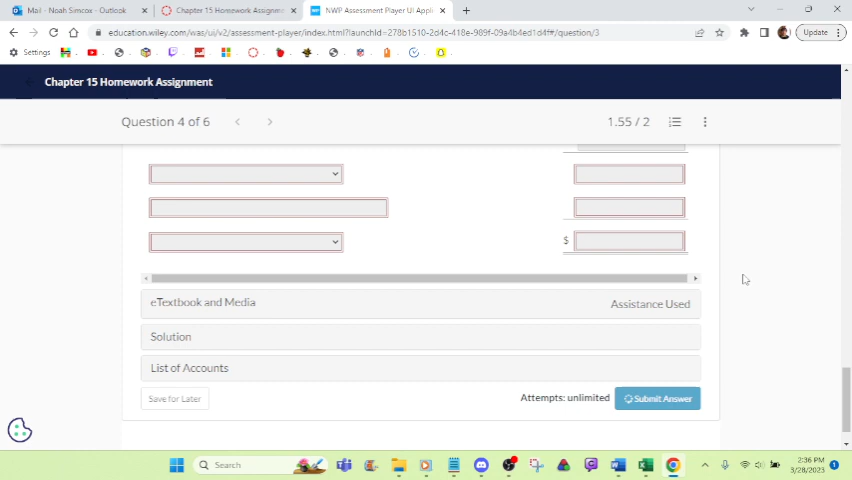 Mail - Noah Simcox - Outlook
Chapter 15 Homework Assignm
NWP Assessment Player UI Appli
education.wiley.com/was/ui/v2/assessment-player/index.html?launchId=278b1510-2d4c-418e-989f-09a4b4ed1d4f#/question/3
Update
Settings
Chapter 15 Homework Assignment
Question 4 of 6
1.55 / 2
$
eTextbook and Media
Assistance Used
Solution
List of Accounts
Save for Later
Attempts: unlimited
Submit Answer
Search
2:36 PM
3/28/2023
1